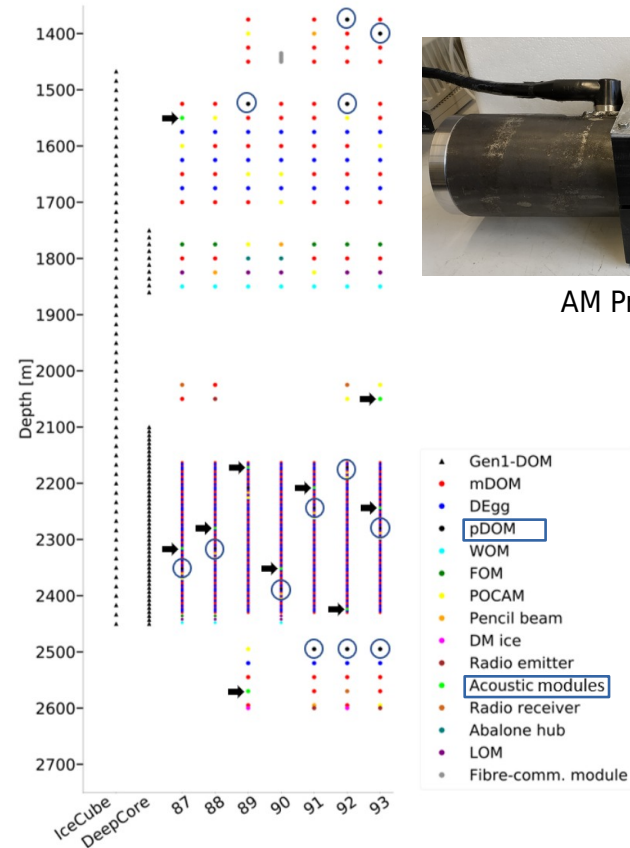 1400
1500
1600
1700
1800
1900
2000
2100
2200
2300
2400
2500
2600
2700
Depth [m]
IceCube
DeepCore
87
88
89
90
91
92
93
AM Pr
Gen1-DOM
mDOM
DEgg
pDOM
WOM
FOM
POCAM
Pencil beam
DM ice
Radio emitter
Acoustic modules
Radio receiver
Abalone hub
LOM
Fibre-comm. module